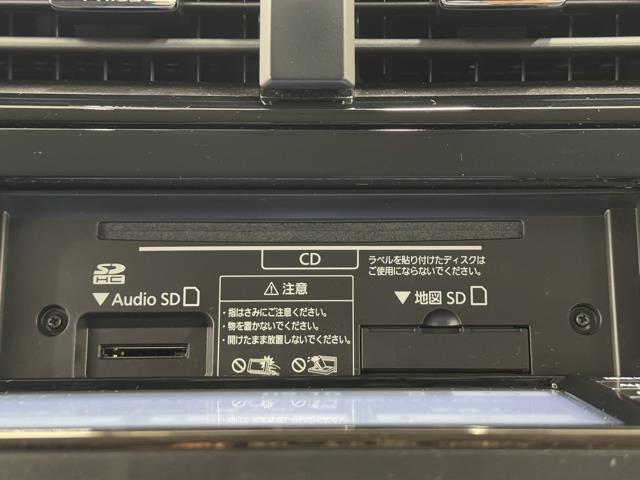 CD
ラベルを貼り付けたディスクは
ご使用にならないでください。
SD
HC
▼Audio SD
⚠注意
・指はさみにご注意ください。
・物を置かないでください。
・開けたまま放置しないでください。
▼地図 SD